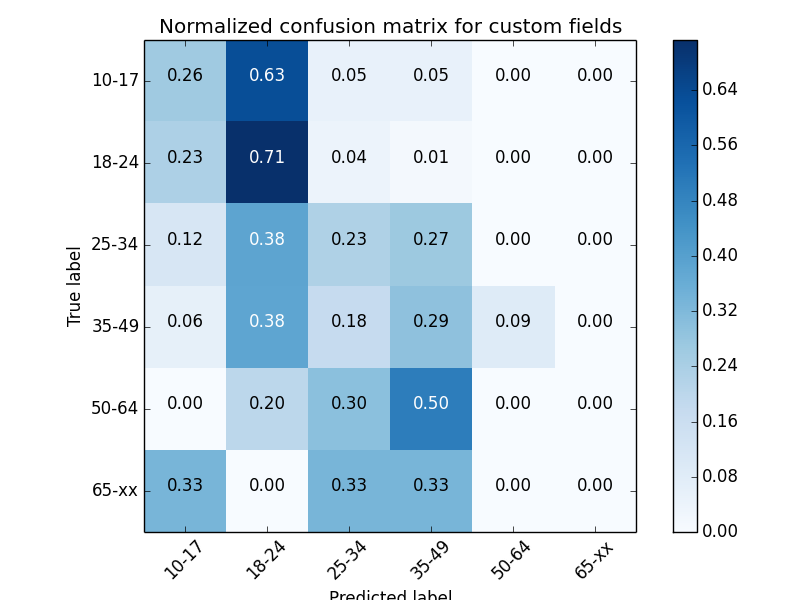 Normalized confusion matrix for custom fields
10-17 0.26 0.63 0.05 0.05 0.00 0.00
18-24 0.23 0.71 0.04 0.01 0.00 0.00
25-34 0.12 0.38 0.23 0.27 0.00 0.00
35-49 0.06 0.38 0.18 0.29 0.09 0.00
50-64 0.00 0.20 0.30 0.50 0.00 0.00
65-xx 0.33 0.00 0.33 0.33 0.00 0.00
True label
10-17 18-24 25-34 35-49 50-64 65-xx
Predicted label
0.64
0.56
0.48
0.40
0.32
0.24
0.16
0.08
0.00